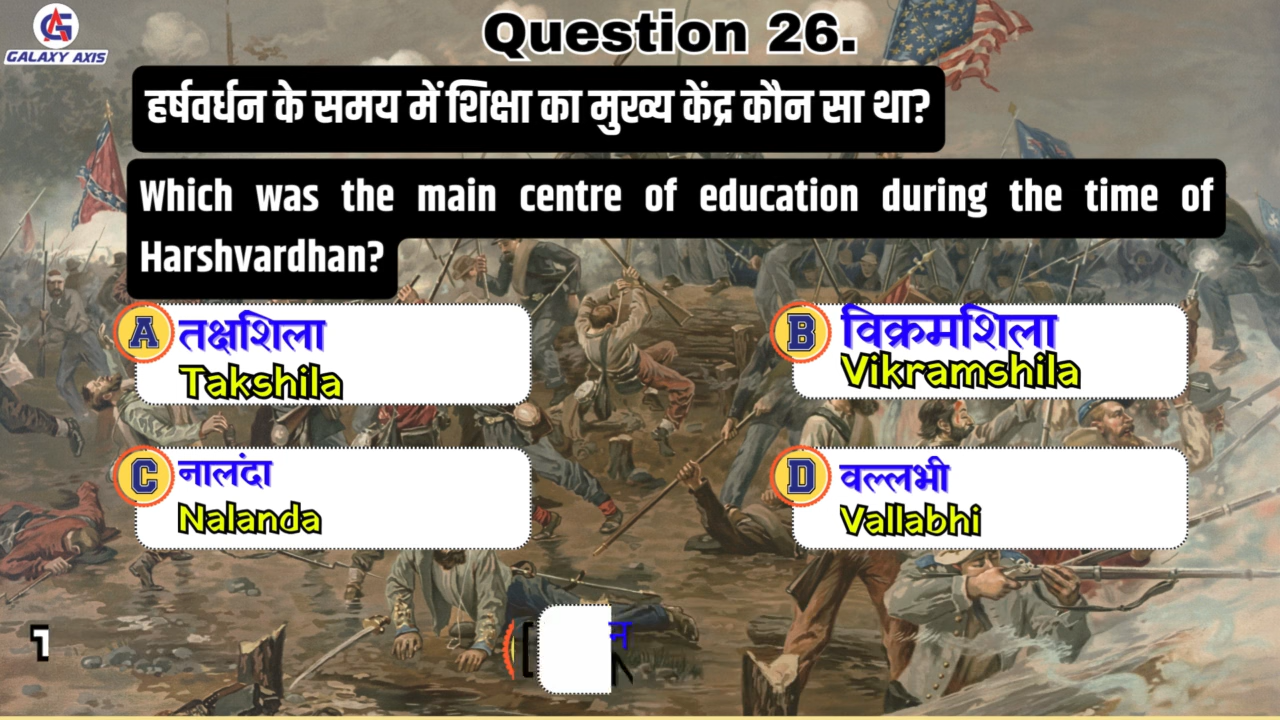 GALAXY AXIS
Question 26.
हर्षवर्धन के समय में शिक्षा का मुख्य केंद्र कौन सा था?
Which was the main centre of education during the time of
Harshvardhan?
A
तक्षशिला
Takshila
B
विक्रमशिला
Vikramshila
C
नालंदा
Nalanda
D
वल्लभी
Vallabhi